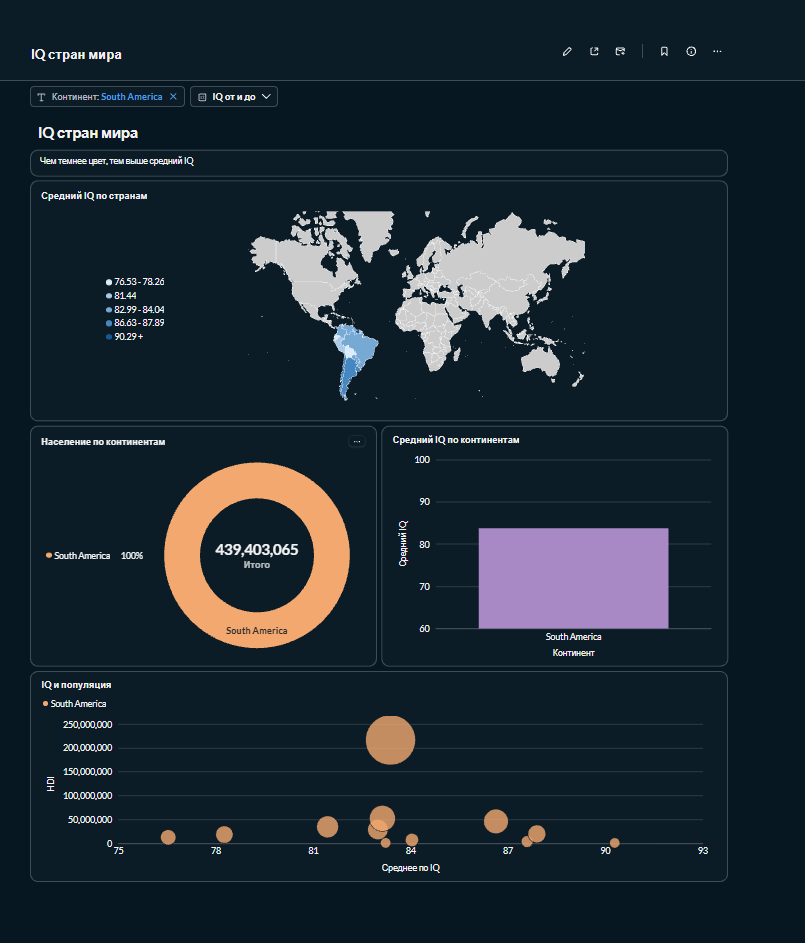 IQ стран мира
Континент: South America
IQ от и до
IQ стран мира
Чем темнее цвет, тем выше средний IQ
Средний IQ по странам
76.53 - 78.26
81.44
82.99 - 84.04
86.63 - 87.89
90.29 +
Население по континентам
South America 100%
439,403,065
Итого
South America
Средний IQ по континентам
100
90
80
70
60
Средний IQ
South America
Континент
IQ и популяция
South America
250,000,000
200,000,000
150,000,000
100,000,000
50,000,000
0
HDI
75 78 81 84 87 90 93
Среднее по IQ